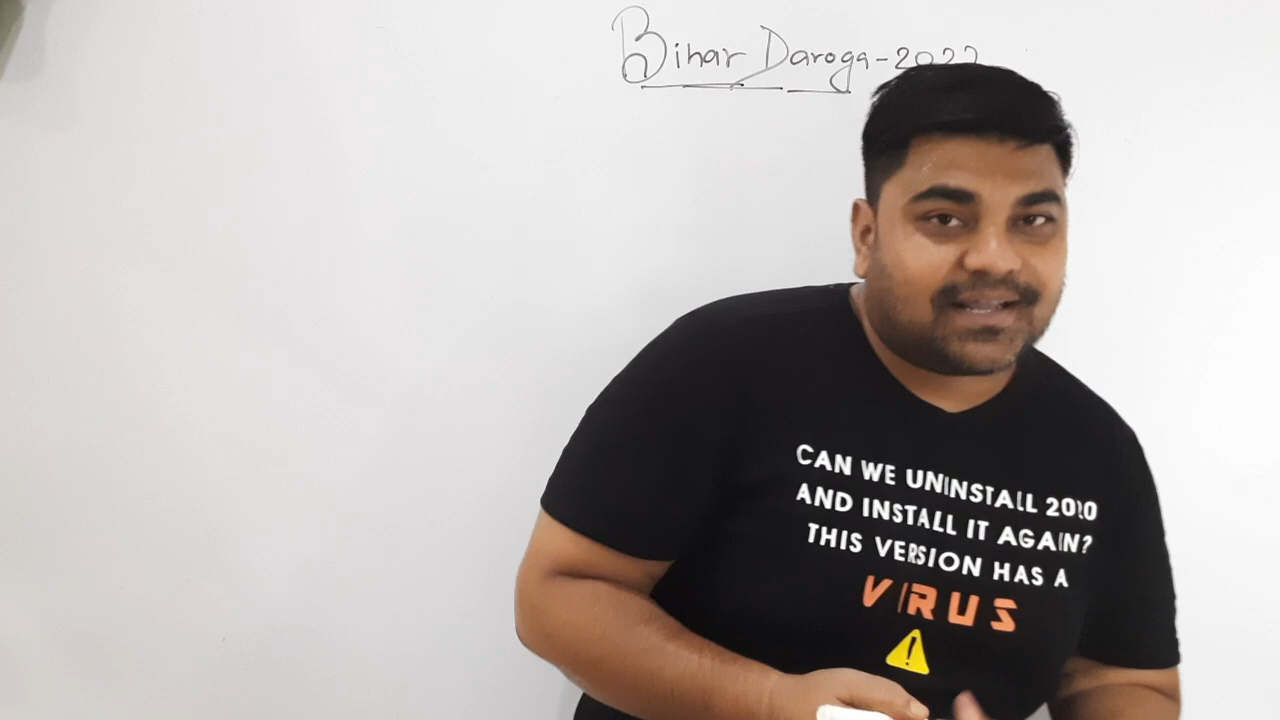 Bihar Daroga-2022
CAN WE UNINSTALL 2020
AND INSTALL IT AGAIN?
THIS VERSION HAS A
VIRUS
!